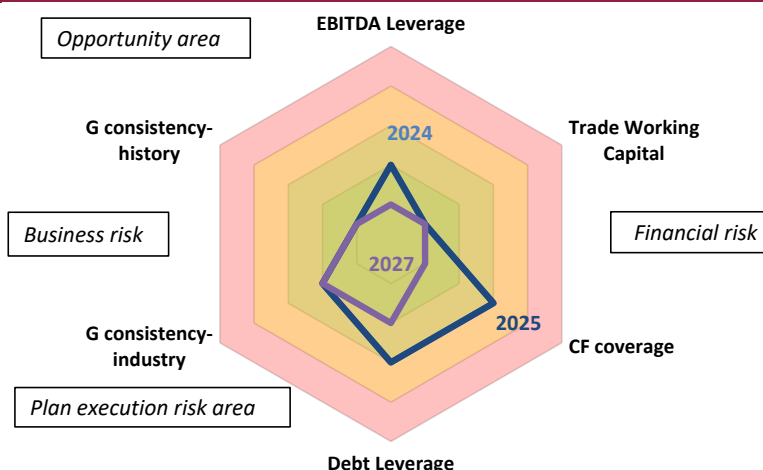 EBITDA Leverage
Opportunity area
G consistency-
history
2024
Trade Working
Capital
Business risk
Financial risk
2027
2025
G consistency-
industry
CF coverage
Plan execution risk area
Debt Leverage